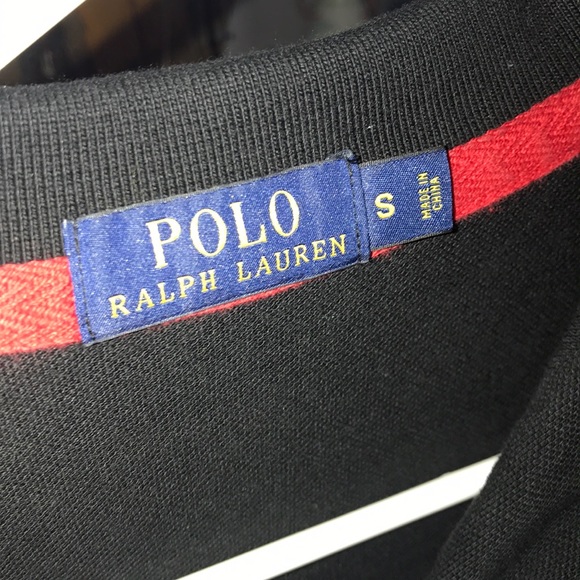 POLO
RALPH LAUREN
S
MADE IN
CHINA